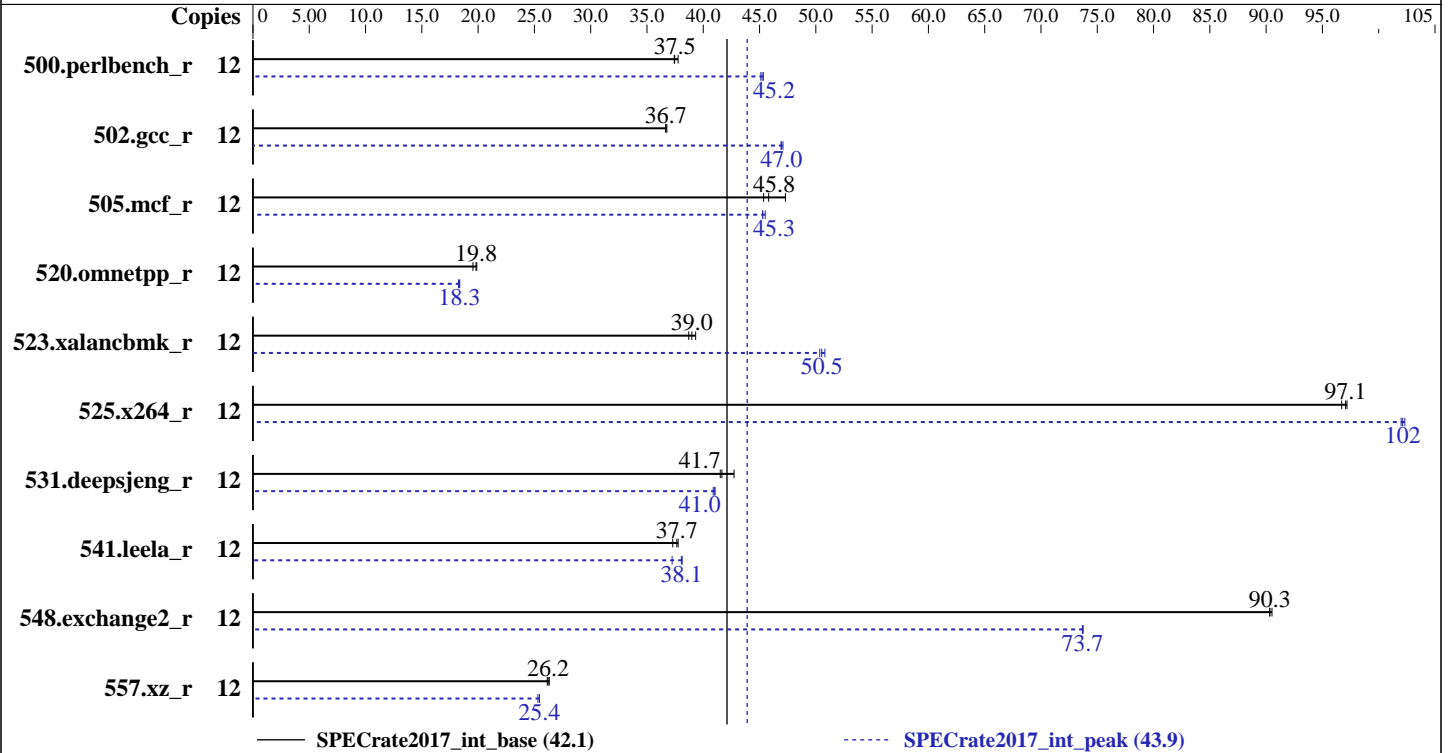 Copies 0 5.00 10.0 15.0 20.0 25.0 30.0 35.0 40.0 45.0 50.0 55.0 60.0 65.0 70.0 75.0 80.0 85.0 90.0 95.0 105
37.5
500.perlbench_r 12
45.2
36.7
502.gcc_r 12
47.0
45.8
505.mcf_r 12
45.3
19.8
520.omnetpp_r 12
18.3
39.0
523.xalancbmk_r 12
50.5
97.1
525.x264_r 12
102
41.7
531.deepsjeng_r 12
41.0
37.7
541.leela_r 12
38.1
90.3
548.exchange2_r 12
73.7
26.2
557.xz_r 12
25.4
SPECrate2017_int_base (42.1) SPECrate2017_int_peak (43.9)